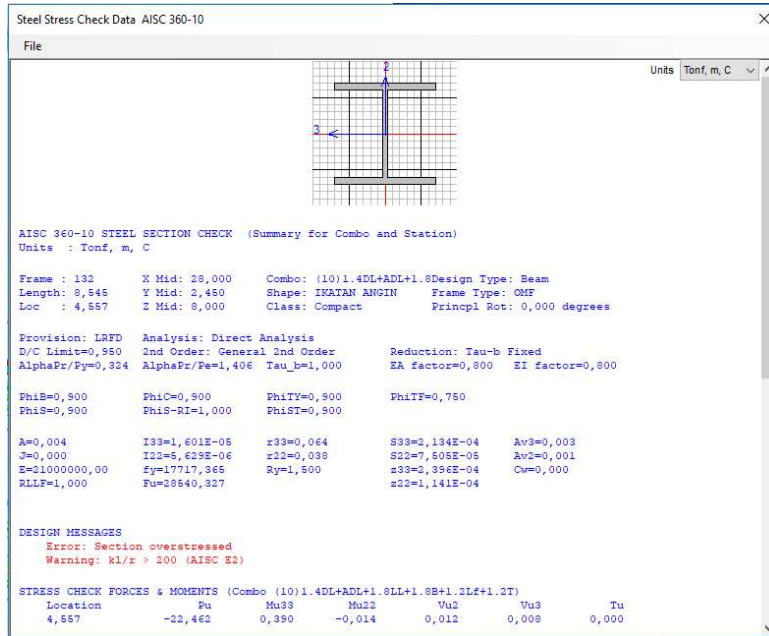 Steel Stress Check Data  AISC 360-10
File
Units Tonf, m, C
2
3
AISC 360-10 STEEL SECTION CHECK (Summary for Combo and Station)
Units : Tonf, m, C
Frame : 132 X Mid: 28,000 Combo: (10)1.4DL+ADL+1.8Design Type: Beam
Length: 8,545 Y Mid: 2,450 Shape: IKATAN ANGIN Frame Type: OMF
Loc : 4,557 Z Mid: 8,000 Class: Compact Princpl Rot: 0,000 degrees
Provision: LRFD Analysis: Direct Analysis
D/C Limit=0,950 2nd Order: General 2nd Order Reduction: Tau-b Fixed
AlphaPr/Py=0,324 AlphaPr/Pe=1,406 Tau_b=1,000 EA factor=0,800 EI factor=0,800
PhiB=0,900 PhiC=0,900 PhiTY=0,900 PhiTF=0,750
PhiS=0,900 PhiS-RI=1,000 PhiST=0,900
A=0,004 I33=1,601E-05 r33=0,064 S33=2,134E-04 Av3=0,003
J=0,000 I22=5,629E-06 r22=0,038 S22=7,505E-05 Av2=0,001
E=21000000,00 fy=17717,365 Ry=1,500 z33=2,396E-04 Cw=0,000
RLLF=1,000 Fu=28540,327 z22=1,141E-04
DESIGN MESSAGES
Error: Section overstressed
Warning: kl/r > 200 (AISC E2)
STRESS CHECK FORCES & MOMENTS (Combo (10)1.4DL+ADL+1.8LL+1.8B+1.2Lf+1.2T)
Location Pu Mu33 Mu22 Vu2 Vu3 Tu
4,557 -22,462 0,390 -0,014 0,012 0,008 0,000